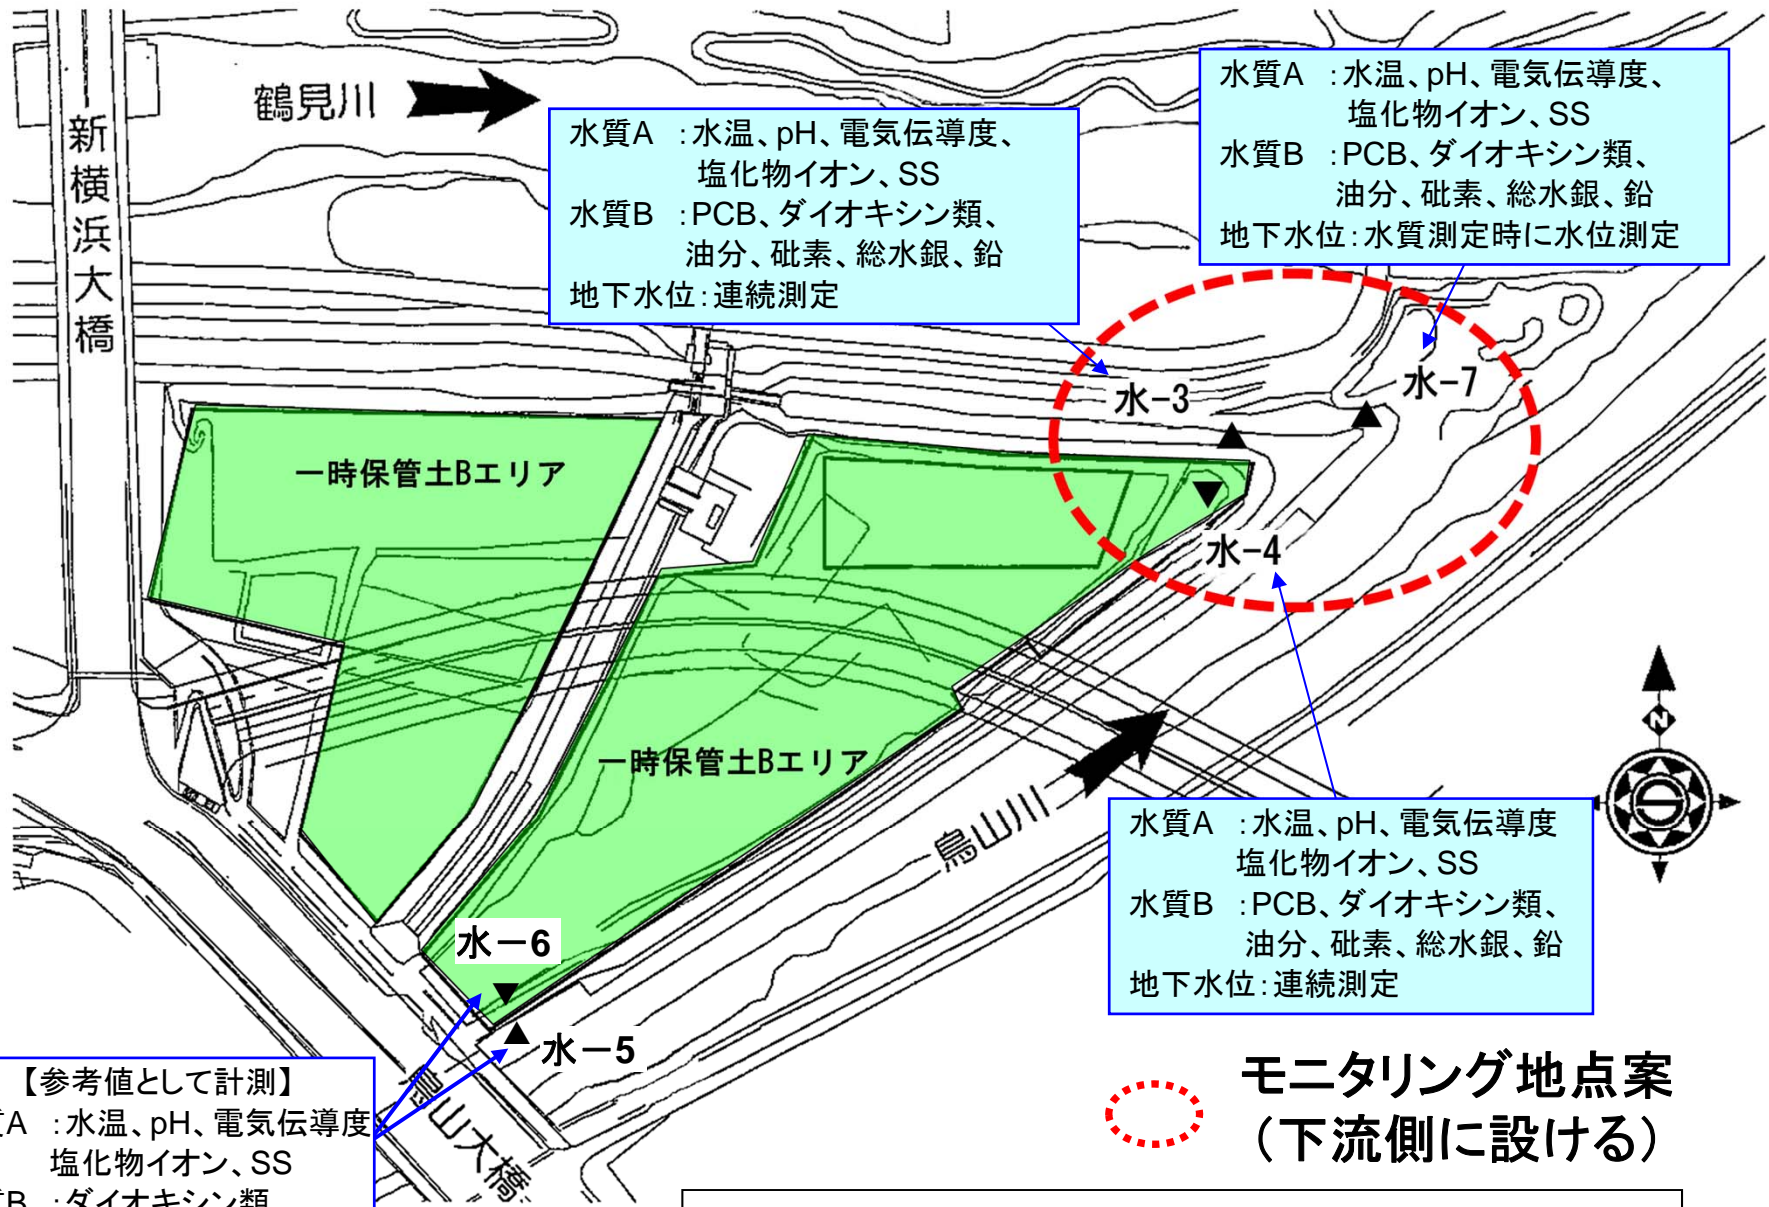 新横浜大橋
鶴見川
水質A ：水温、pH、電気伝導度、
塩化物イオン、SS
水質B ：PCB、ダイオキシン類、
油分、砒素、総水銀、鉛
地下水位：連続測定
水質A ：水温、pH、電気伝導度、
塩化物イオン、SS
水質B ：PCB、ダイオキシン類、
油分、砒素、総水銀、鉛
地下水位：水質測定時に水位測定
水-3
水-7
水-4
一時保管土Bエリア
一時保管土Bエリア
鳥山川
N
水質A ：水温、pH、電気伝導度
塩化物イオン、SS
水質B ：PCB、ダイオキシン類、
油分、砒素、総水銀、鉛
地下水位：連続測定
水－6
水－5
鳥山大橋
【参考値として計測】
A ：水温、pH、電気伝導度
塩化物イオン、SS
B ：ダイオキシン類
モニタリング地点案
（下流側に設ける）